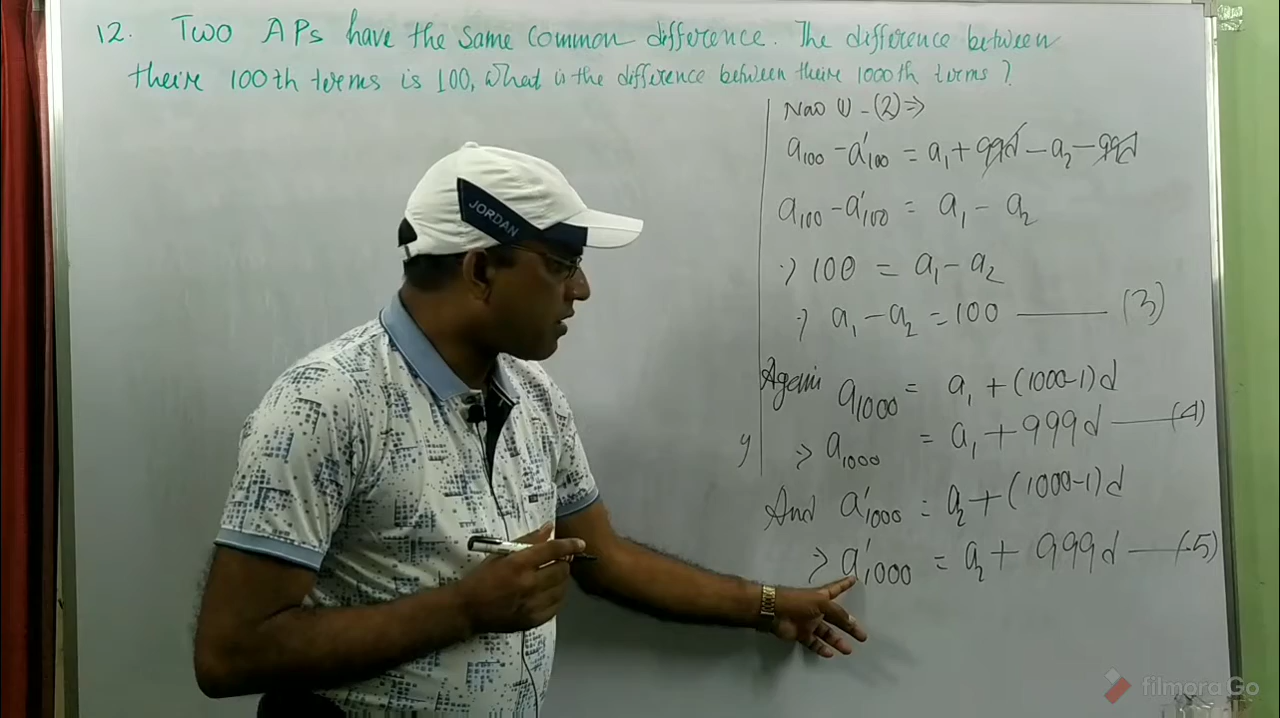 12. Two APs have the same common difference. The difference between
their 100th terms is 100, what is the difference between their 1000th terms?
Nao (1) - (2) ⇒
a₁₀₀ - a'₁₀₀ = a₁ + 99d - a₂ - 99d
a₁₀₀ - a'₁₀₀ = a₁ - a₂
⇒ 100 = a₁ - a₂
⇒ a₁ - a₂ = 100 —— (3)
Again a₁₀₀₀ = a₁ + (1000-1)d
⇒ a₁₀₀₀ = a₁ + 999d —— (4)
And a'₁₀₀₀ = a₂ + (1000-1)d
⇒ a'₁₀₀₀ = a₂ + 999d —— (5)
JORDAN
filmora Go